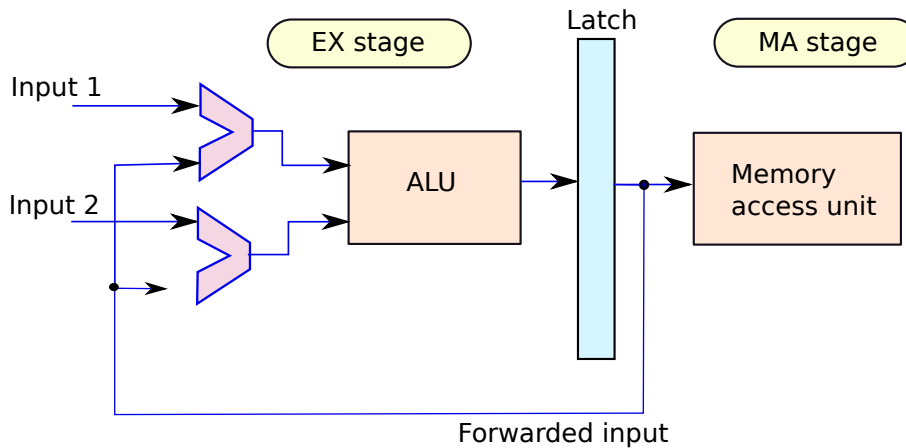 Latch
EX stage
MA stage
Input 1
ALU
Memory
access unit
Input 2
Forwarded input